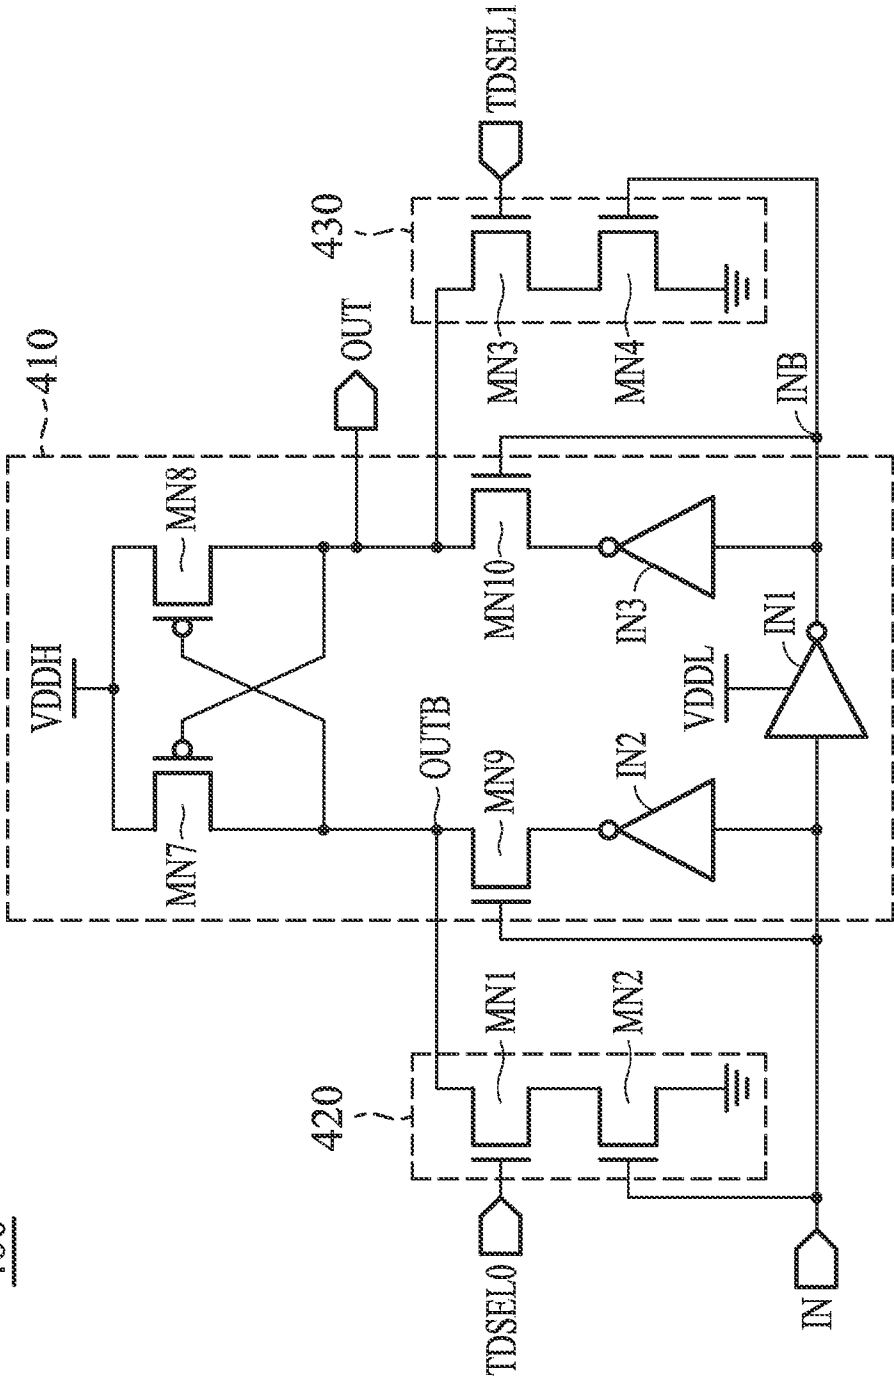 410
VDDH
MN7
MN8
OUT
OUTB
420
430
TDSEL0
MN1
MN9
MN10
MN3
TDSEL1
MN2
IN2
IN3
MN4
VDDL
IN
IN1
INB